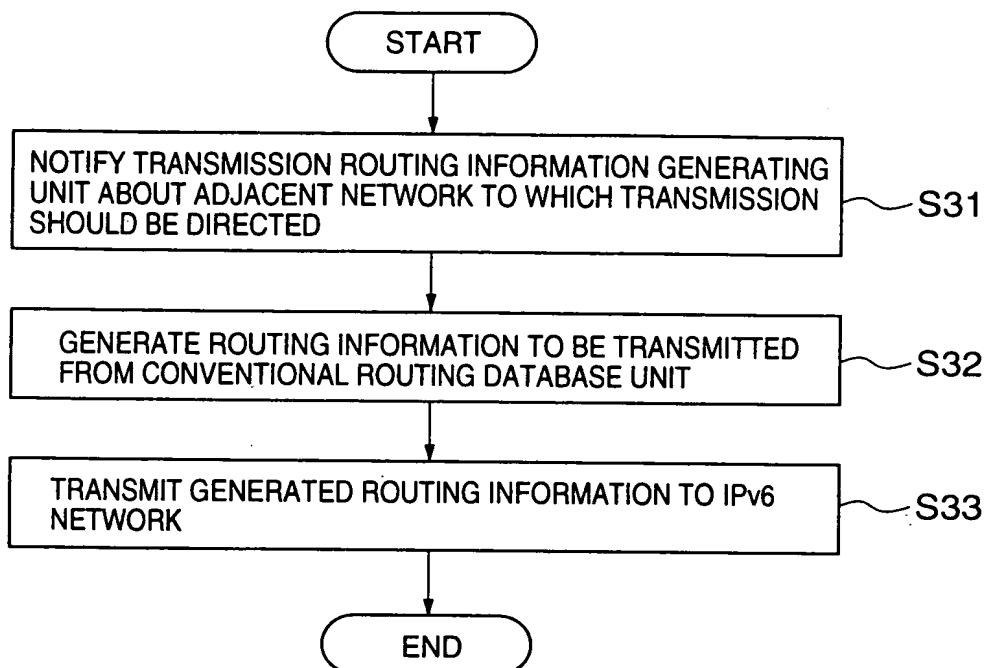 START
NOTIFY TRANSMISSION ROUTING INFORMATION GENERATING
UNIT ABOUT ADJACENT NETWORK TO WHICH TRANSMISSION
SHOULD BE DIRECTED
S31
GENERATE ROUTING INFORMATION TO BE TRANSMITTED
FROM CONVENTIONAL ROUTING DATABASE UNIT
S32
TRANSMIT GENERATED ROUTING INFORMATION TO IPv6
NETWORK
S33
END